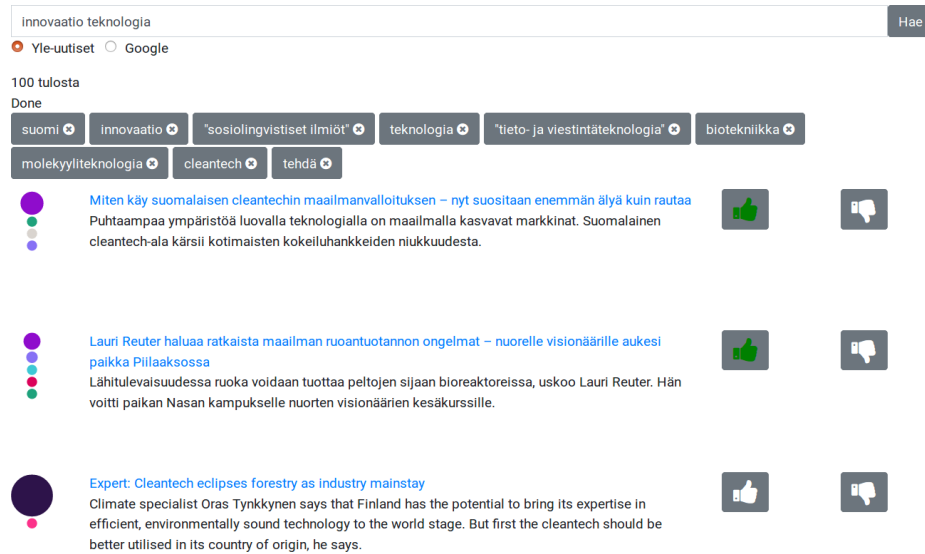 innovaatio teknologia
Hae
Yle-uutiset Google
100 tulosta
Done
suomi innovaatio "sosiolingvistiset ilmiöt" teknologia "tieto- ja viestintäteknologia" biotekniikka
molekyyliteknologia cleantech tehdä
Miten käy suomalaisen cleantechin maailmanvalloituksen – nyt suositaan enemmän älyä kuin rautaa
Puhtaampaa ympäristöä luovalla teknologialla on maailmalla kasvavat markkinat. Suomalainen
cleantech-ala kärsii kotimaisten kokeiluhankkeiden niukkuudesta.
Lauri Reuter haluaa ratkaista maailman ruoantuotannon ongelmat – nuorelle visionäärille aukesi
paikka Piilaaksossa
Lähitulevaisuudessa ruoka voidaan tuottaa peltojen sijaan bioreaktoreissa, uskoo Lauri Reuter. Hän
voitti paikan Nasan kampukselle nuorten visionäärien kesäkurssille.
Expert: Cleantech eclipses forestry as industry mainstay
Climate specialist Oras Tynkkynen says that Finland has the potential to bring its expertise in
efficient, environmentally sound technology to the world stage. But first the cleantech should be
better utilised in its country of origin, he says.